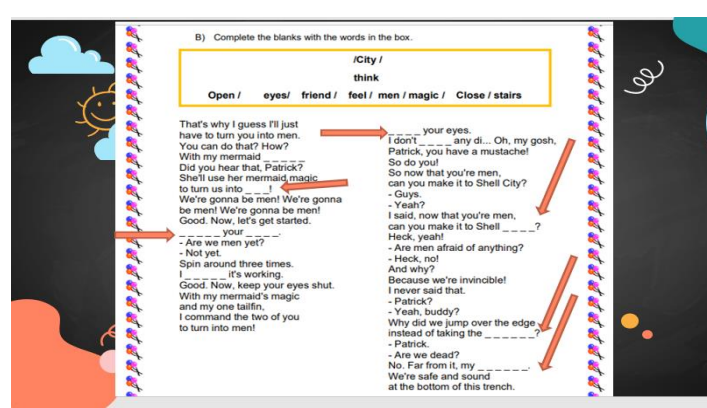 B) Complete the blanks with the words in the box.
/City /
think
Open / eyes/ friend / feel / men / magic / Close / stairs
That's why I guess I'll just
have to turn you into men.
You can do that? How?
With my mermaid _ _ _ _ _
Did you hear that, Patrick?
She'll use her mermaid magic
to turn us into _ _ _!
We're gonna be men! We're gonna
be men! We're gonna be men!
Good. Now, let's get started.
_ _ _ _ _ your _ _ _ _.
- Are we men yet?
- Not yet.
Spin around three times.
I _ _ _ _ _ it's working.
Good. Now, keep your eyes shut.
With my mermaid's magic
and my one tailfin,
I command the two of you
to turn into men!
_ _ _ _ your eyes.
I don't _ _ _ _ any di... Oh, my gosh,
Patrick, you have a mustache!
So do you!
So now that you're men,
can you make it to Shell City?
- Guys.
- Yeah?
I said, now that you're men,
can you make it to Shell _ _ _ _?
Heck, yeah!
- Are men afraid of anything?
- Heck, no!
And why?
Because we're invincible!
I never said that.
- Patrick?
- Yeah, buddy?
Why did we jump over the edge
instead of taking the _ _ _ _ _ _?
- Patrick.
- Are we dead?
No. Far from it, my _ _ _ _ _ _.
We're safe and sound
at the bottom of this trench.